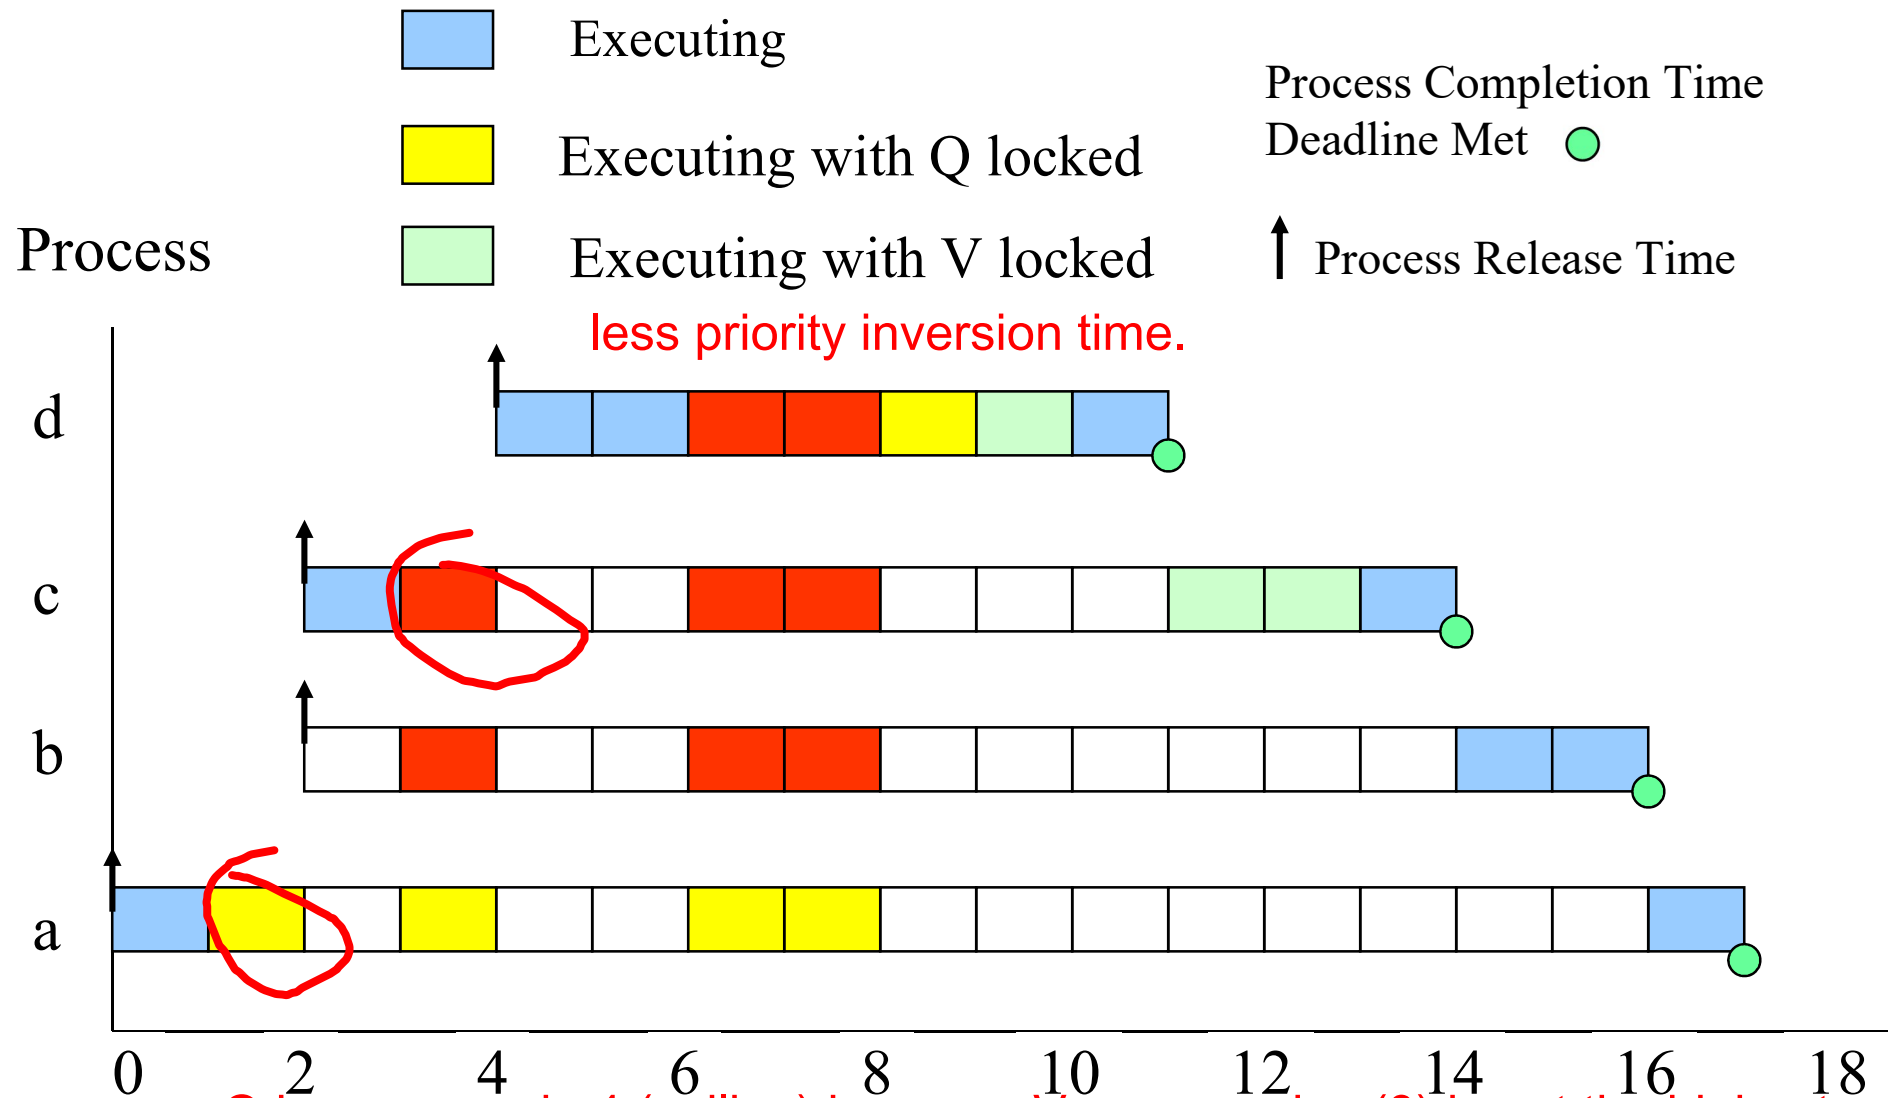 Executing
Executing with Q locked
Executing with V locked
Process Completion Time
Deadline Met
Process Release Time
Process
less priority inversion time.
d
c
b
a
0 2 4 6 8 10 12 14 16 18